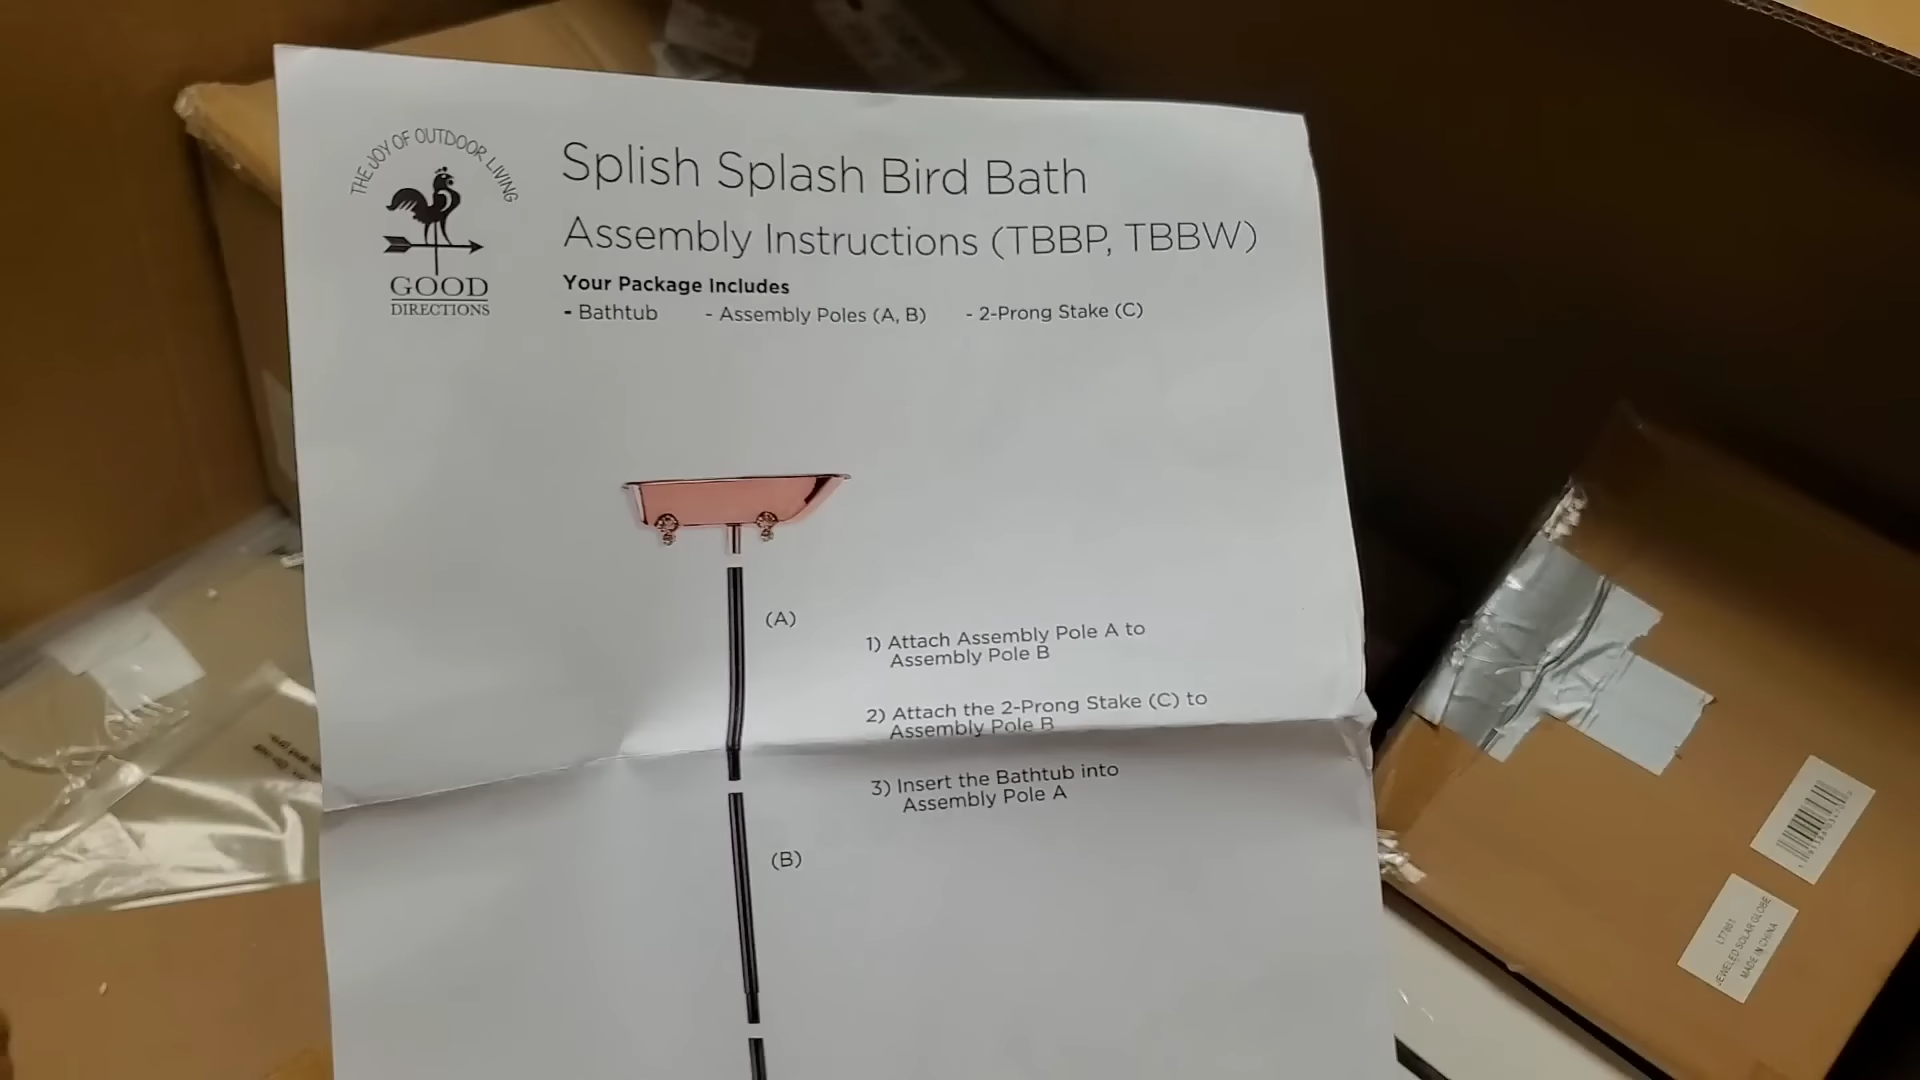 THE JOY OF OUTDOOR LIVING
GOOD
DIRECTIONS
Splish Splash Bird Bath
Assembly Instructions (TBBP, TBBW)
Your Package Includes
- Bathtub - Assembly Poles (A, B) - 2-Prong Stake (C)
(A)
1) Attach Assembly Pole A to
Assembly Pole B
2) Attach the 2-Prong Stake (C) to
Assembly Pole B
3) Insert the Bathtub into
Assembly Pole A
(B)
JEWELED SOLAR GLOBE
MADE IN CHINA